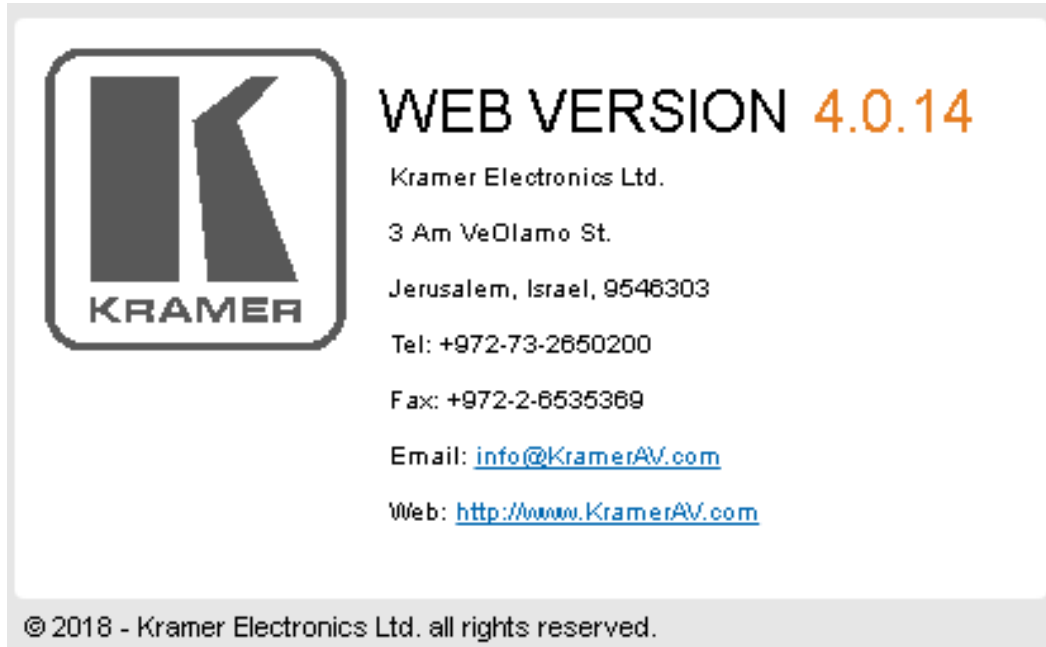 KRAMER
WEB VERSION 4.0.14
Kramer Electronics Ltd.
3 Am VeOlamo St.
Jerusalem, Israel, 9546303
Tel: +972-73-2650200
Fax: +972-2-6535369
Email: info@KramerAV.com
Web: http://www.KramerAV.com
© 2018 - Kramer Electronics Ltd. all rights reserved.